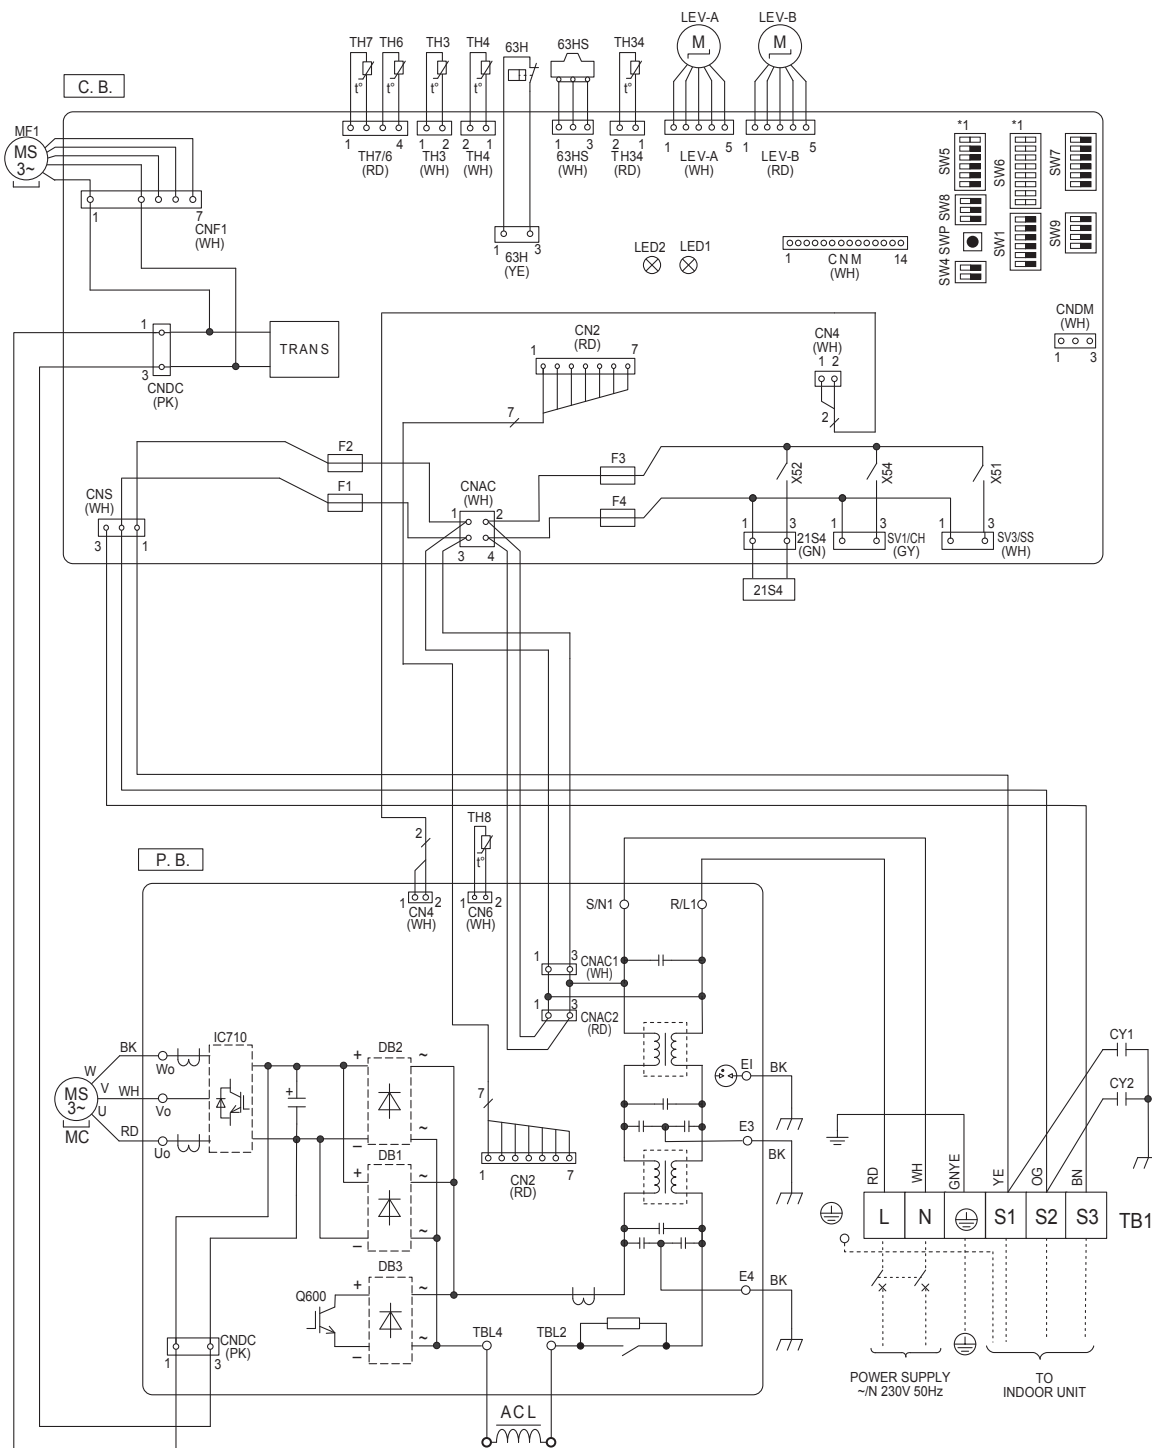 LEV-A LEV-B
TH7 TH6 TH3 TH4 63H 63HS TH34 M M
t° t° t° t° t°
C. B.
MF1
MS
3~
1 4 1 2 2 1 1 3 2 1 1 5 1 5
TH7/6
(RD)
TH3
(WH)
TH4
(WH)
63HS
(WH)
TH34
(RD)
LEV-A
(WH)
LEV-B
(RD)
*1 *1
SW5 SW6 SW7
SW8
SWP SW1 SW9
SW4
1 7
CNF1
(WH)
1 3
63H
(YE)
LED2 LED1
1 14
CNM
(WH)
CNDM
(WH)
1 3
1
3
CNDC
(PK)
TRANS
CN2
(RD)
1 7
7
CN4
(WH)
1 2
2
F2
F1
F3
F4
X52 X54 X51
CNS
(WH)
3 1
CNAC
(WH)
1 2
3 4
1 3
21S4
(GN)
1 3
SV1/CH
(GY)
1 3
SV3/SS
(WH)
21S4
2
TH8
t°
P. B.
1 2
CN4
(WH)
1 2
CN6
(WH)
S/N1 R/L1
1 3
CNAC1
(WH)
1 3
CNAC2
(RD)
IC710
DB2
+ ~
− ~
+
BK
W Wo
MS
3~
MC
V WH
Vo
U
RD
Uo
DB1
+
−
7
1 7
CN2
(RD)
EI BK
E3
BK
E4 BK
CY1
CY2
RD WH GNYE YE OG BN
L N S1 S2 S3 TB1
DB3
Q600
+ ~
− ~
TBL4 TBL2
CNDC
(PK)
1 3
ACL
POWER SUPPLY
~/N 230V 50Hz
TO
INDOOR UNIT